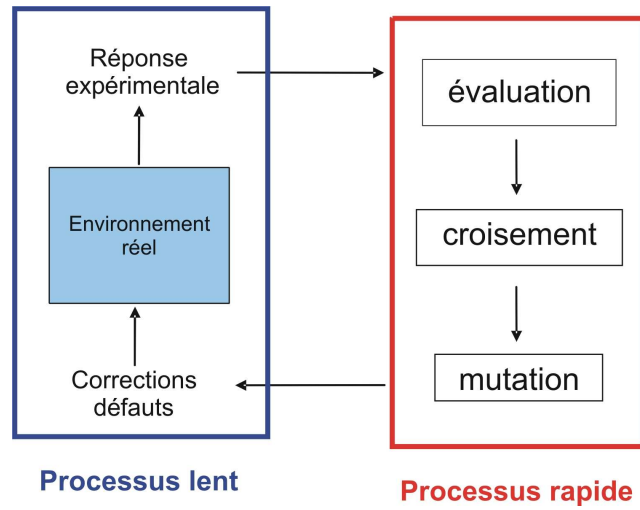 Réponse
expérimentale
Environnement
réel
Corrections
défauts
Processus lent
évaluation
croisement
mutation
Processus rapide